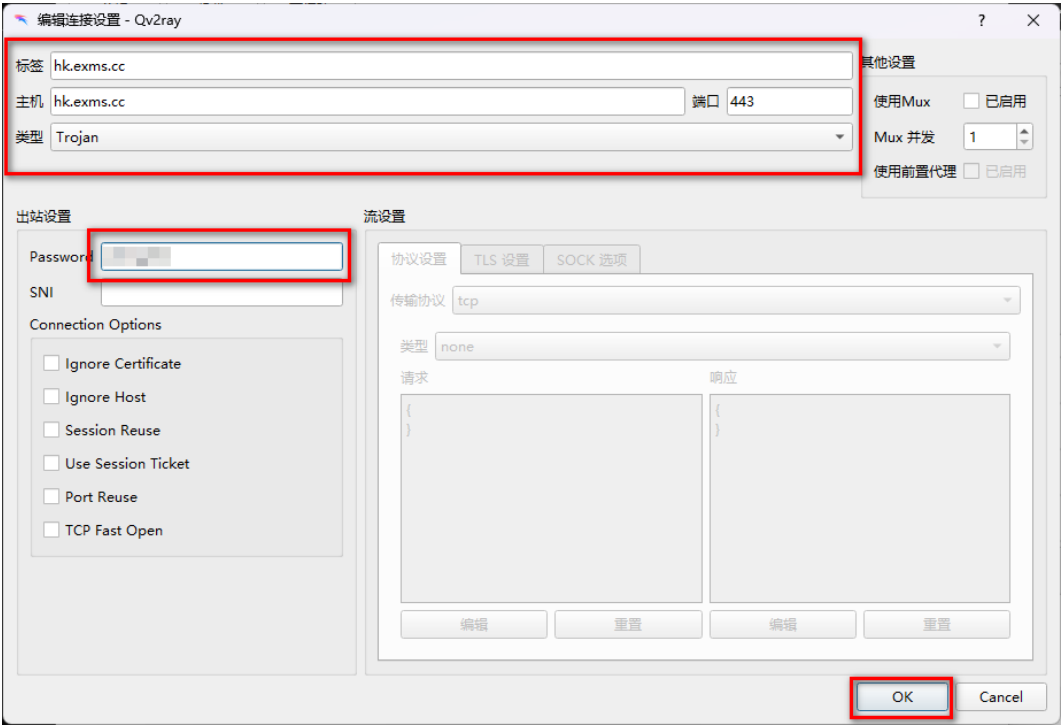 编辑连接设置 - Qv2ray
?
标签 hk.exms.cc
主机 hk.exms.cc 端口 443
类型 Trojan
其他设置
使用Mux 已启用
Mux 并发 1
使用前置代理 已启用
出站设置
Password
SNI
Connection Options
Ignore Certificate
Ignore Host
Session Reuse
Use Session Ticket
Port Reuse
TCP Fast Open
流设置
协议设置 TLS 设置 SOCK 选项
传输协议 tcp
类型 none
请求 响应
{ {
} }
编辑 重置 编辑 重置
OK Cancel